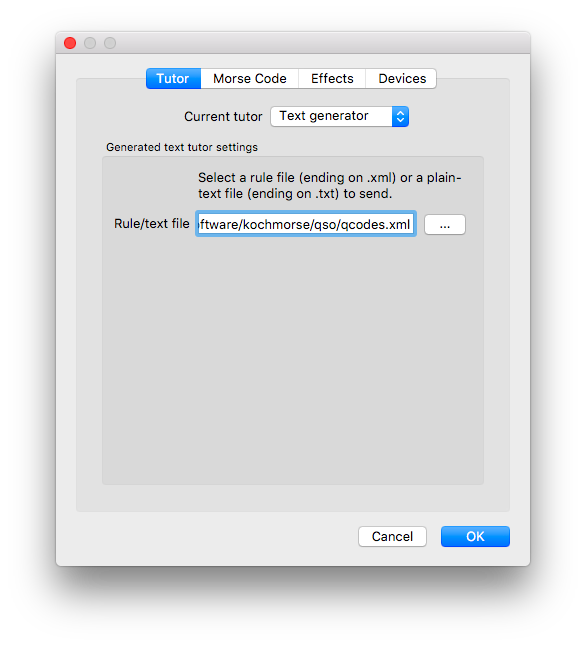 Tutor Morse Code Effects Devices
Current tutor Text generator
Generated text tutor settings
Select a rule file (ending on .xml) or a plain-
text file (ending on .txt) to send.
Rule/text file ftware/kochmorse/qso/qcodes.xml ...
Cancel OK